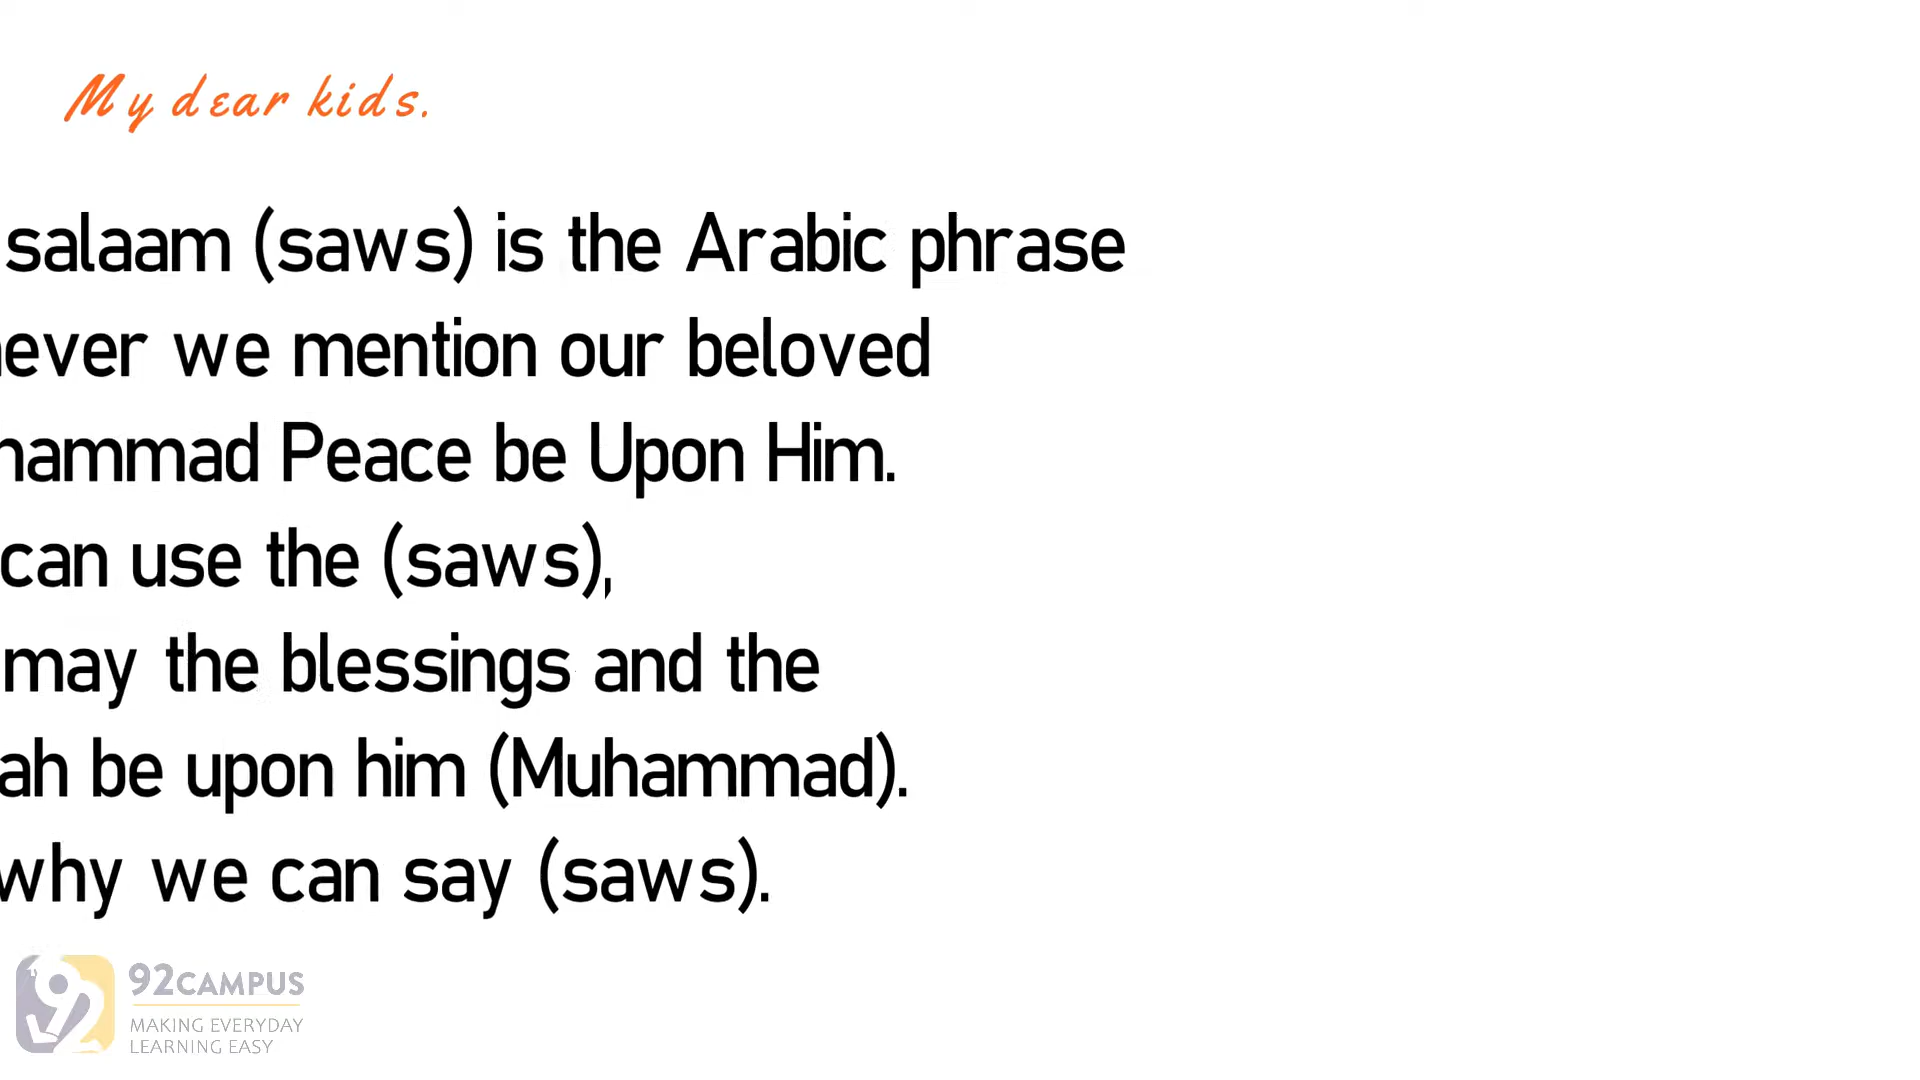 My dear kids.
salaam (saws) is the Arabic phrase
ever we mention our beloved
hammad Peace be Upon Him.
can use the (saws),
may the blessings and the
ah be upon him (Muhammad).
why we can say (saws).
92CAMPUS
MAKING EVERYDAY
LEARNING EASY